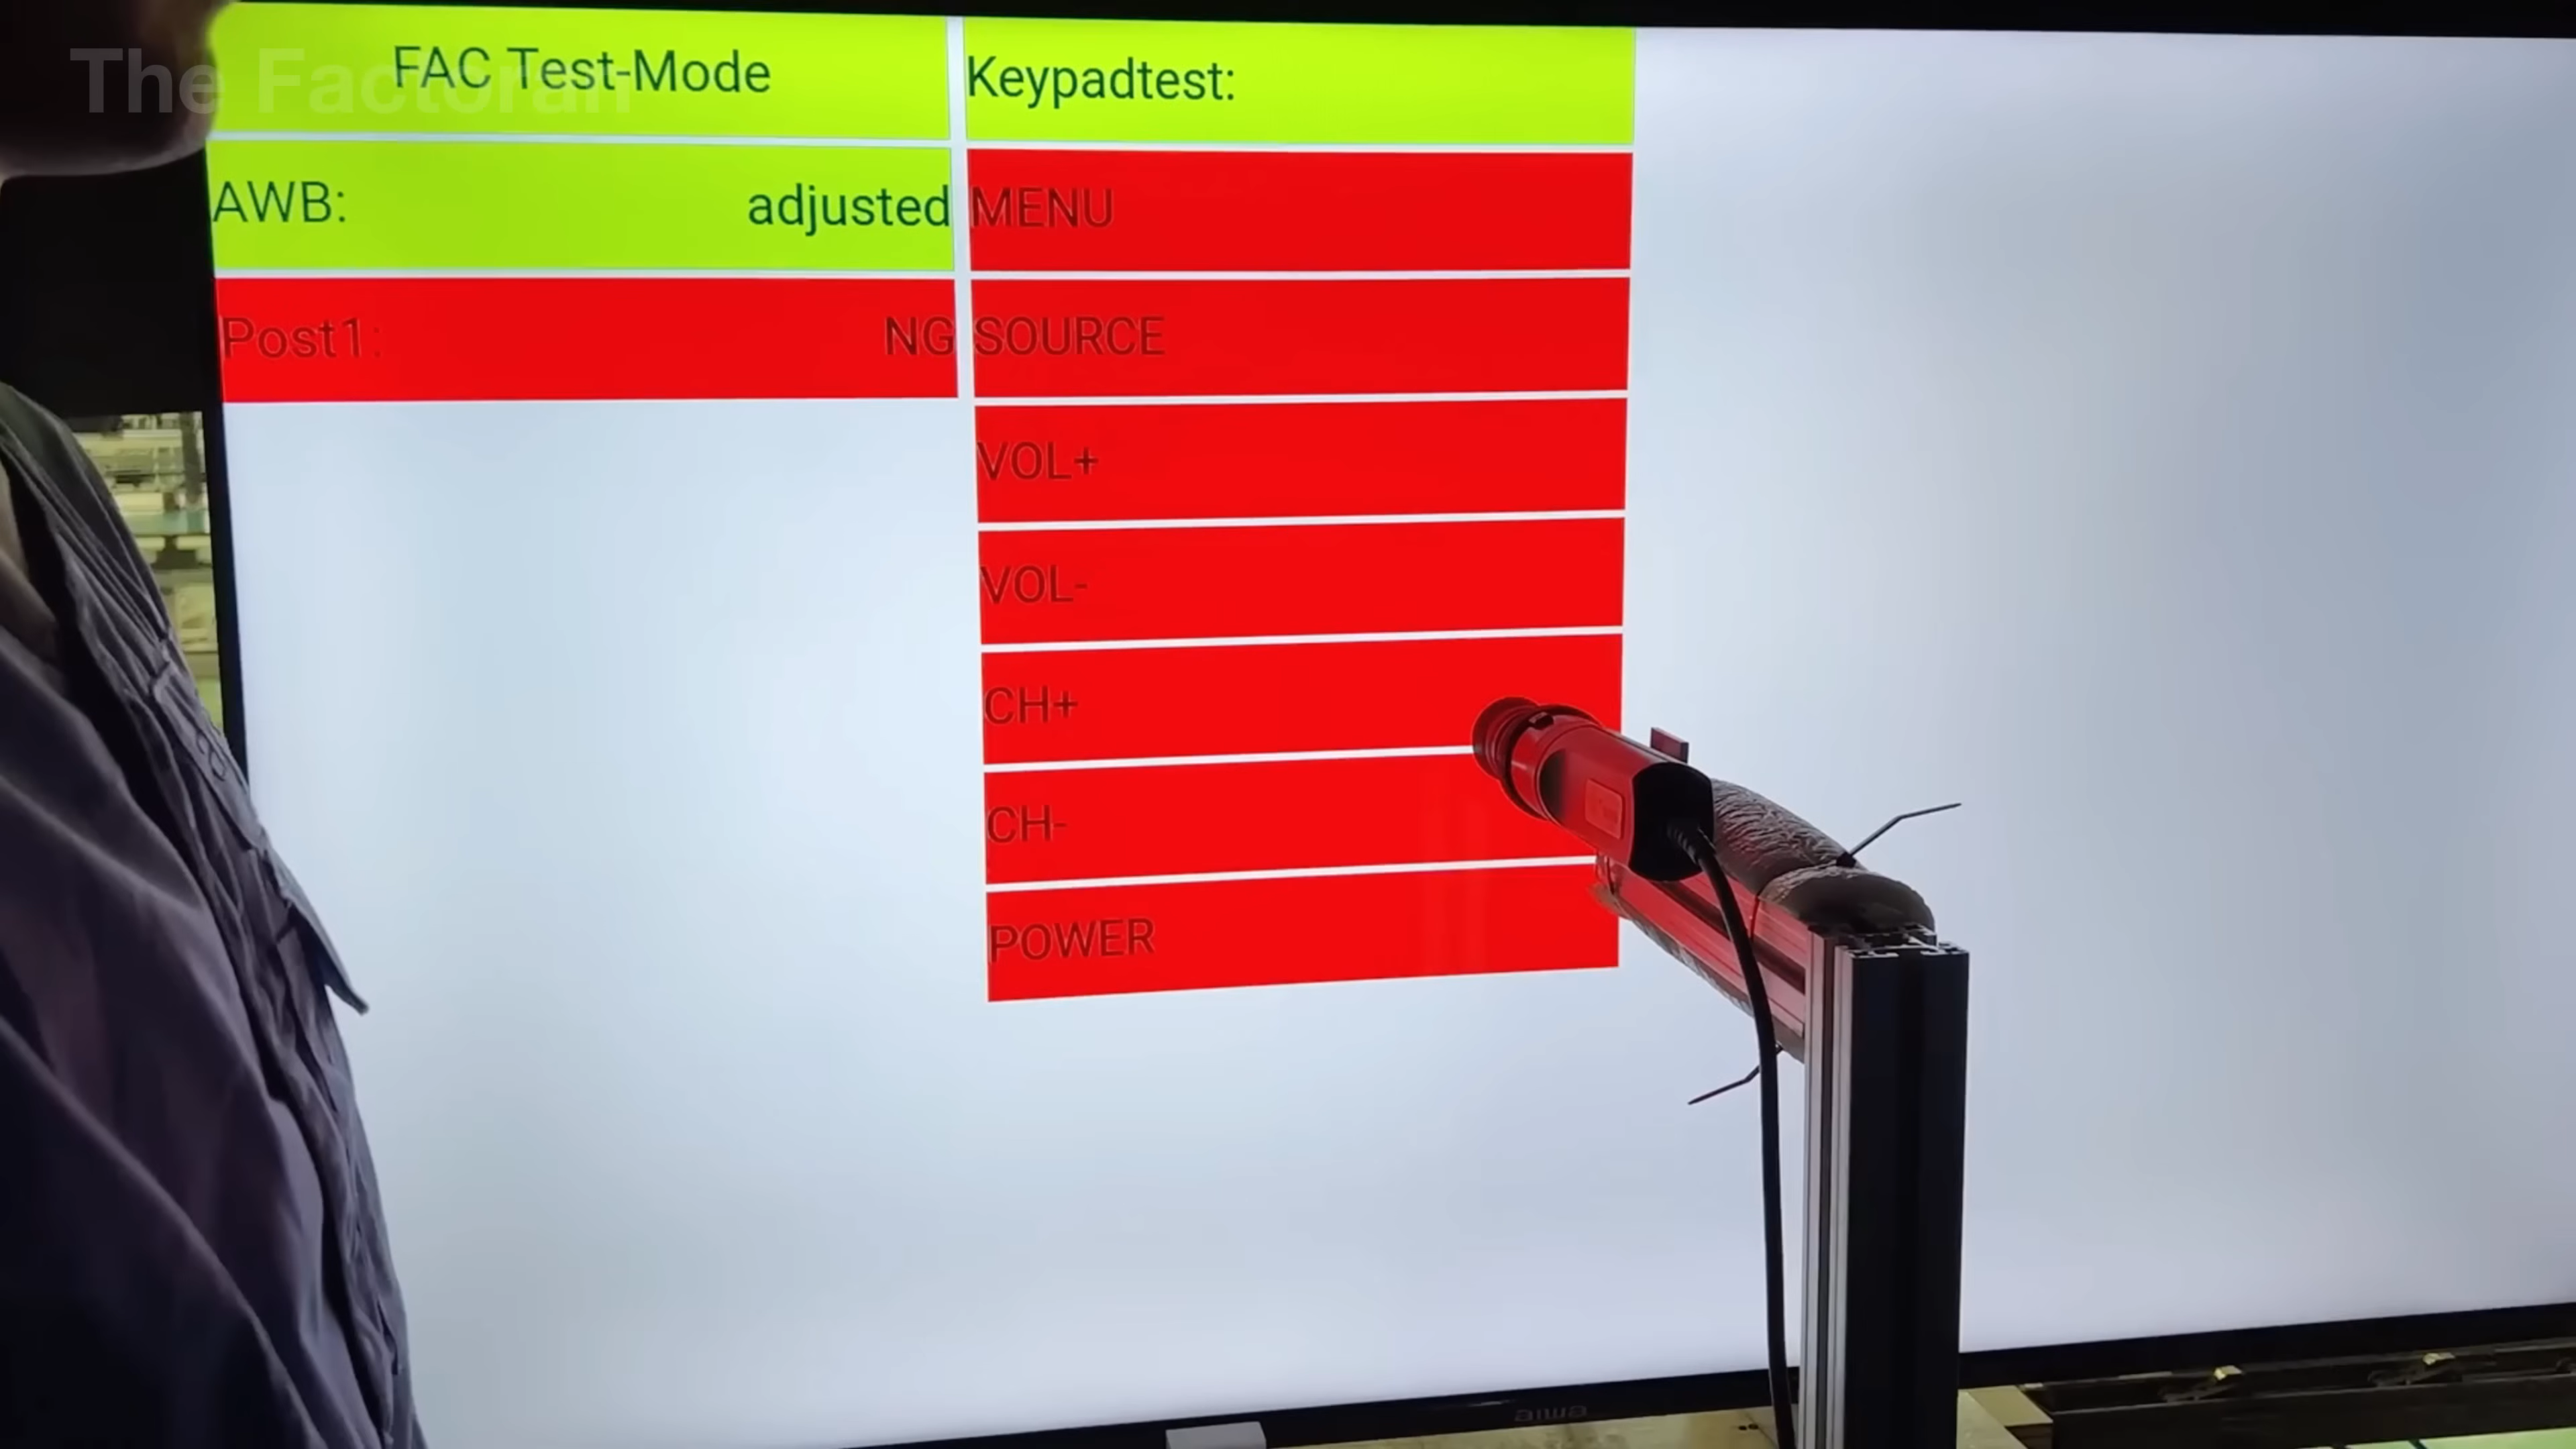 The Factorian
FAC Test-Mode
AWB: adjusted
Post1: NG
Keypadtest:
MENU
SOURCE
VOL+
VOL-
CH+
CH-
POWER
aiwa